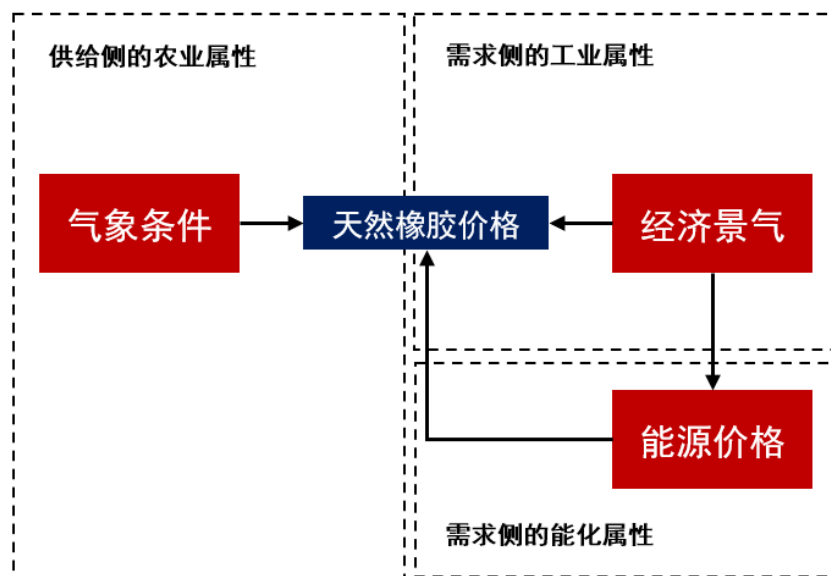 供给侧的农业属性
需求侧的工业属性
气象条件
天然橡胶价格
经济景气
能源价格
需求侧的能化属性